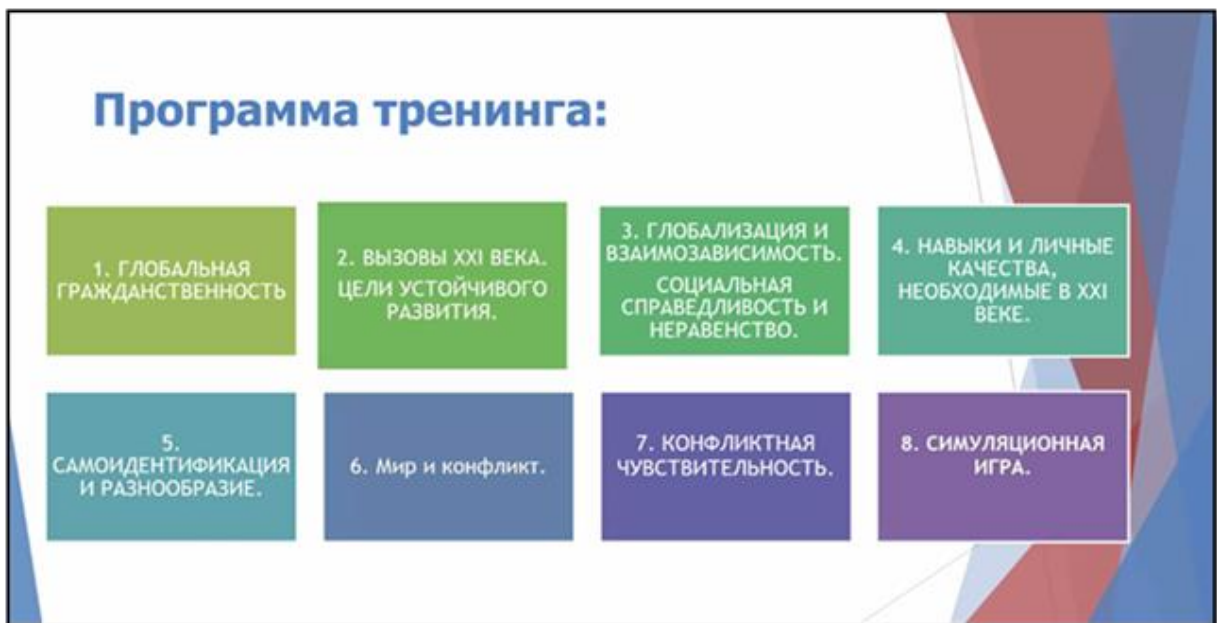 Программа тренинга:
1. ГЛОБАЛЬНАЯ
ГРАЖДАНСТВЕННОСТЬ
2. ВЫЗОВЫ XXI ВЕКА.
ЦЕЛИ УСТОЙЧИВОГО
РАЗВИТИЯ.
3. ГЛОБАЛИЗАЦИЯ И
ВЗАИМОЗАВИСИМОСТЬ.
СОЦИАЛЬНАЯ
СПРАВЕДЛИВОСТЬ И
НЕРАВЕНСТВО.
4. НАВЫКИ И ЛИЧНЫЕ
КАЧЕСТВА,
НЕОБХОДИМЫЕ В XXI
ВЕКЕ.
5.
САМОИДЕНТИФИКАЦИЯ
И РАЗНООБРАЗИЕ.
6. Мир и конфликт.
7. КОНФЛИКТНАЯ
ЧУВСТВИТЕЛЬНОСТЬ.
8. СИМУЛЯЦИОННАЯ
ИГРА.